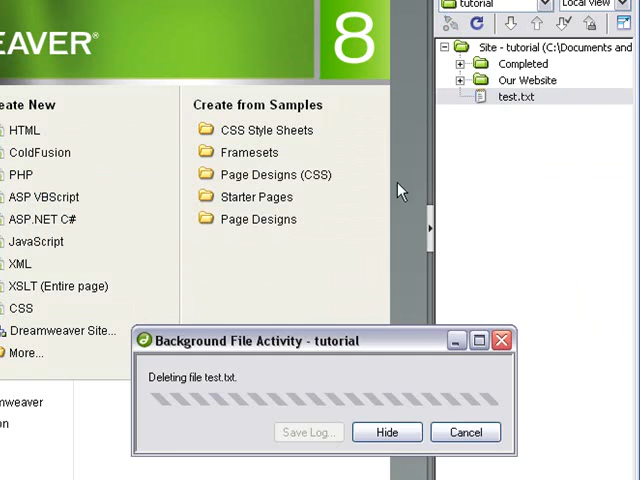 tutorial
Local view
EAVER®
8
Site - tutorial (C:\Documents and
Completed
Our Website
test.txt
eate New
Create from Samples
HTML
ColdFusion
PHP
ASP VBScript
ASP.NET C#
JavaScript
XML
XSLT (Entire page)
CSS
Dreamweaver Site...
More...
CSS Style Sheets
Framesets
Page Designs (CSS)
Starter Pages
Page Designs
Background File Activity - tutorial
Deleting file test.txt.
Save Log...
Hide
Cancel
mweaver
on